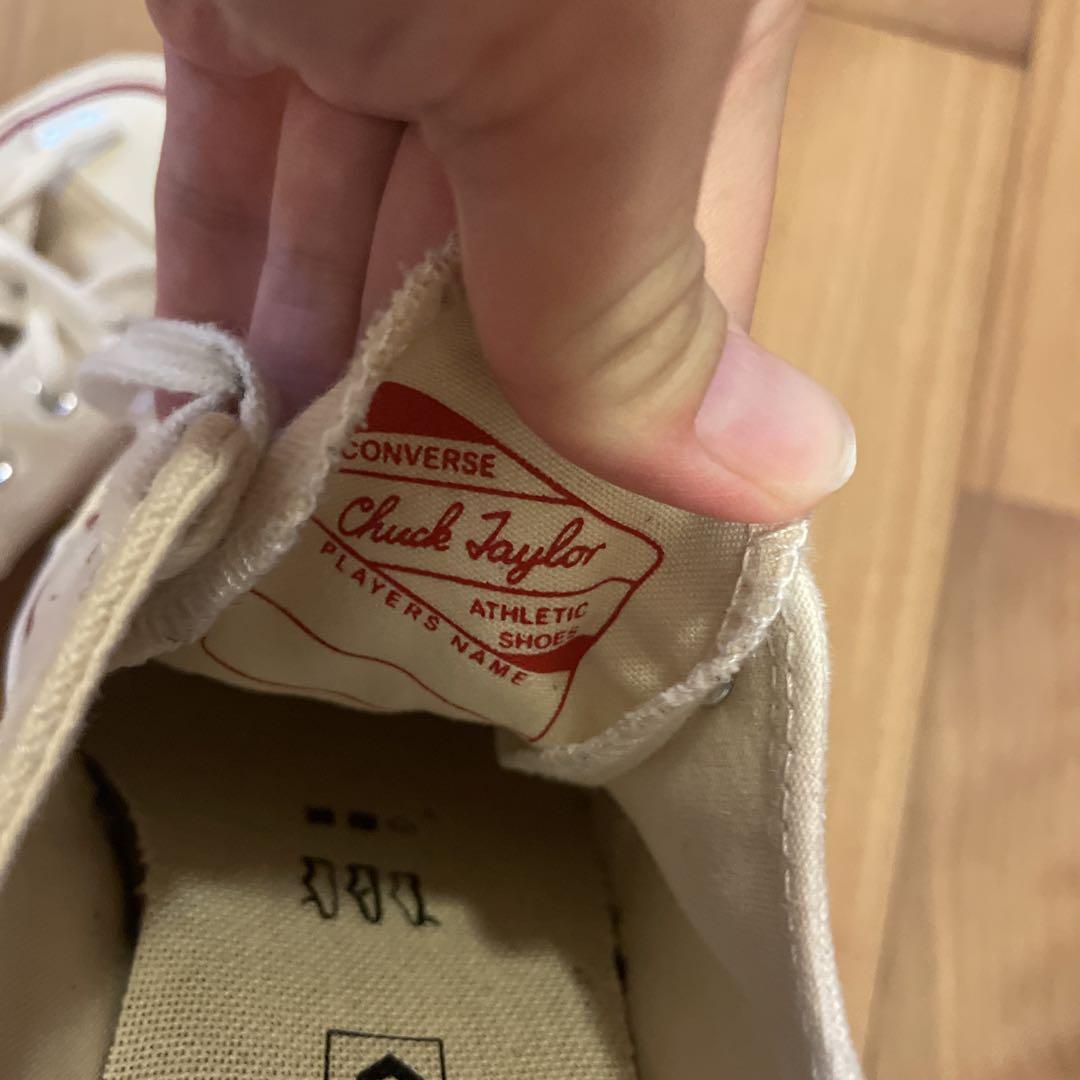 CONVERSE
Chuck Taylor
ATHLETIC
SHOES
PLAYERS NAME